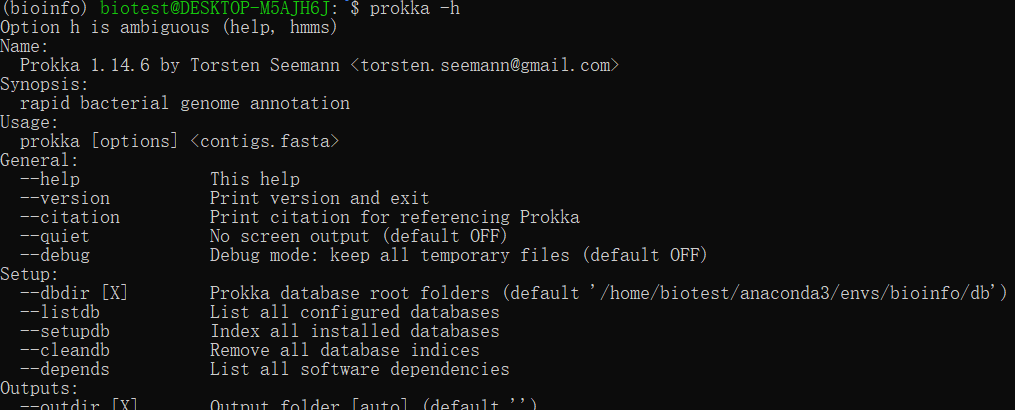 (bioinfo) biotest@DESKTOP-M5AJH6J:~$ prokka -h
Option h is ambiguous (help, hmms)
Name:
  Prokka 1.14.6 by Torsten Seemann <torsten.seemann@gmail.com>
Synopsis:
  rapid bacterial genome annotation
Usage:
  prokka [options] <contigs.fasta>
General:
  --help             This help
  --version          Print version and exit
  --citation         Print citation for referencing Prokka
  --quiet            No screen output (default OFF)
  --debug            Debug mode: keep all temporary files (default OFF)
Setup:
  --dbdir [X]        Prokka database root folders (default '/home/biotest/anaconda3/envs/bioinfo/db')
  --listdb           List all configured databases
  --setupdb          Index all installed databases
  --cleandb          Remove all database indices
  --depends          List all software dependencies
Outputs:
  --outdir [X]       Output folder [auto] (default '')